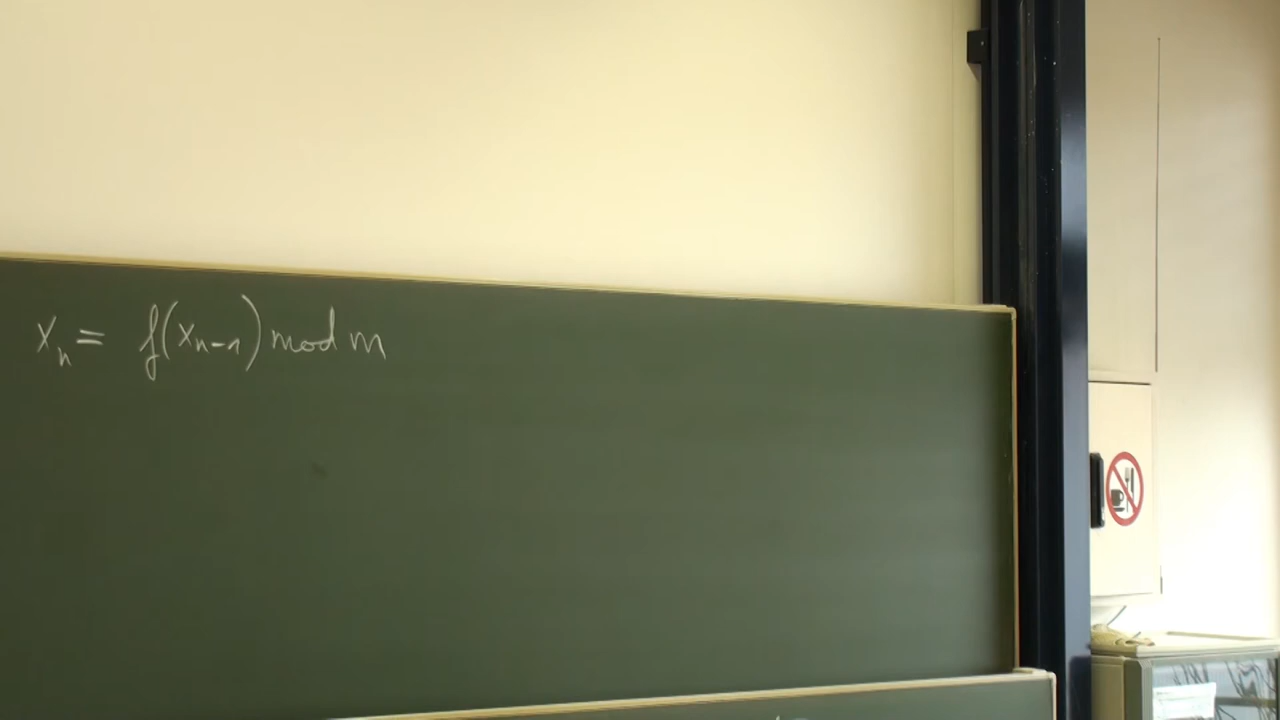 xₙ = f(xₙ₋₁) mod m